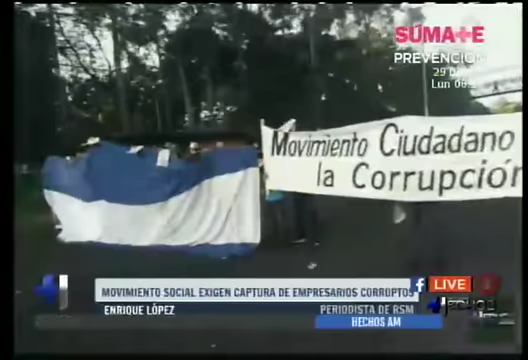 SÚMATE
PREVENCIÓN
Movimiento Ciudadano
la Corrupción
MOVIMIENTO SOCIAL EXIGEN CAPTURA DE EMPRESARIOS CORRUPTOS
LIVE
ENRIQUE LÓPEZ
PERIODISTA DE RSM
HECHOS AM